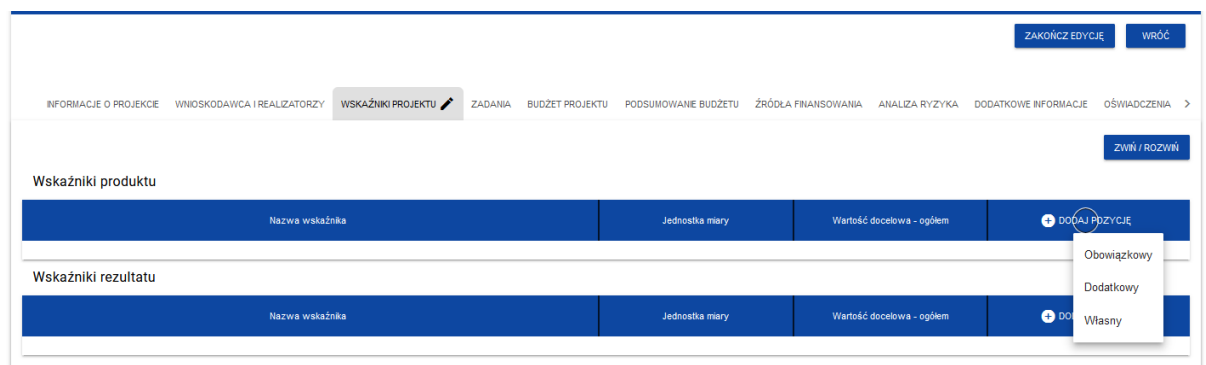 ZAKOŃCZ EDYCJĘ WRÓĆ
INFORMACJE O PROJEKCIE WNIOSKODAWCA I REALIZATORZY WSKAŹNIKI PROJEKTU ZADANIA BUDŻET PROJEKTU PODSUMOWANIE BUDŻETU ŹRÓDŁA FINANSOWANIA ANALIZA RYZYKA DODATKOWE INFORMACJE OŚWIADCZENIA
ZWIŃ / ROZWIŃ
Wskaźniki produktu
Nazwa wskaźnika Jednostka miary Wartość docelowa - ogółem DODAJ POZYCJĘ
Obowiązkowy
Dodatkowy
Własny
Wskaźniki rezultatu
Nazwa wskaźnika Jednostka miary Wartość docelowa - ogółem